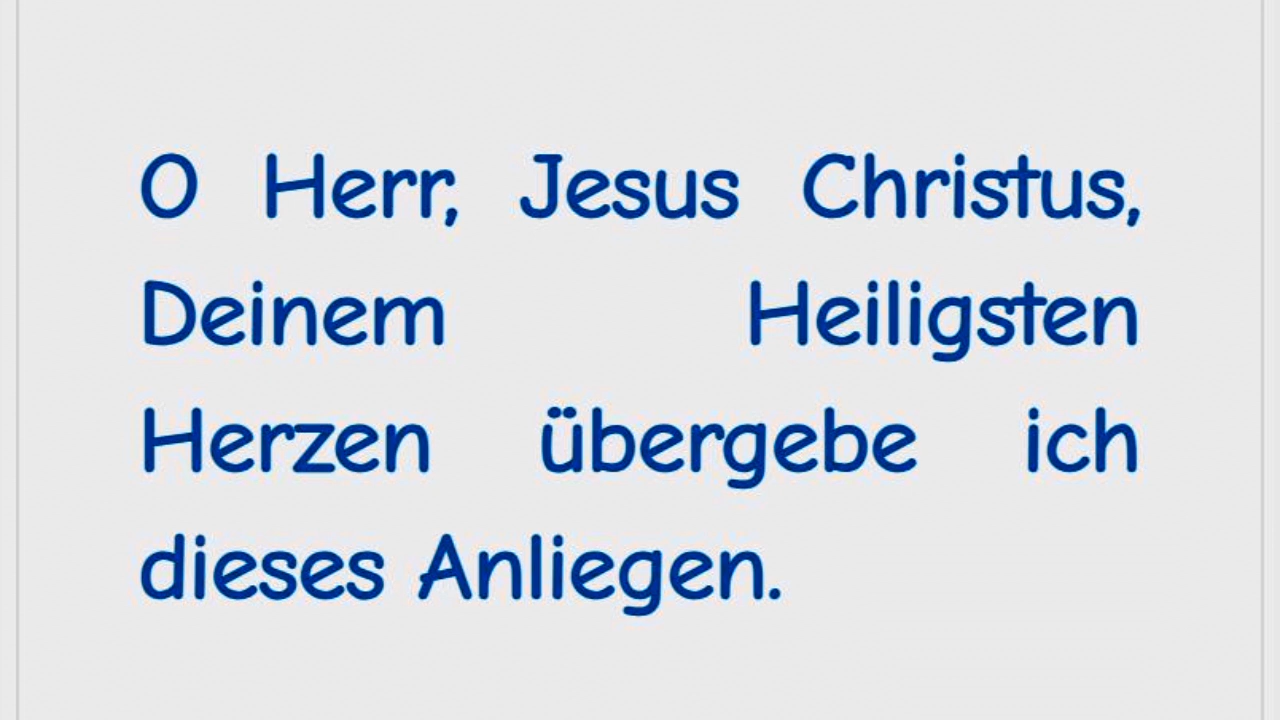 O Herr, Jesus Christus,
Deinem Heiligsten
Herzen übergebe ich
dieses Anliegen.